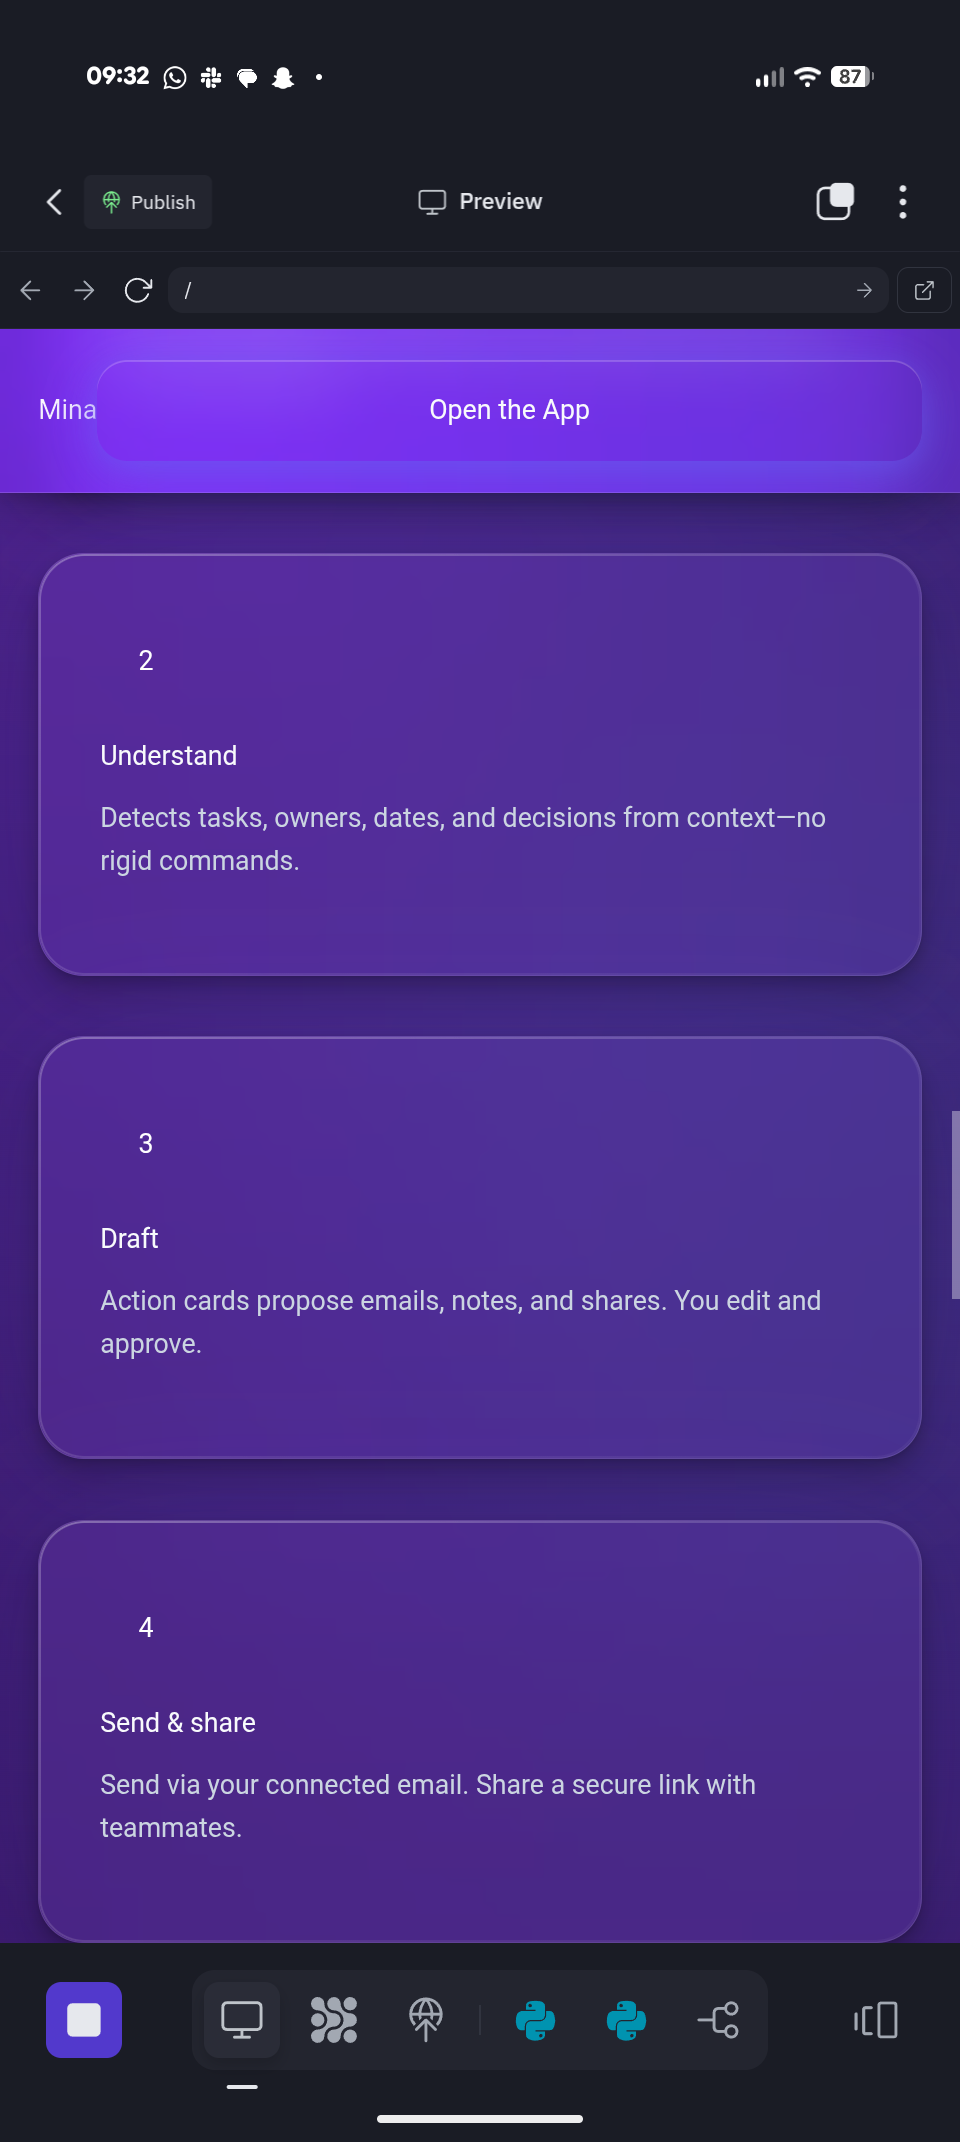 09:32
87
Publish
Preview
/
Mina
Open the App
2
Understand
Detects tasks, owners, dates, and decisions from context—no
rigid commands.
3
Draft
Action cards propose emails, notes, and shares. You edit and
approve.
4
Send & share
Send via your connected email. Share a secure link with
teammates.